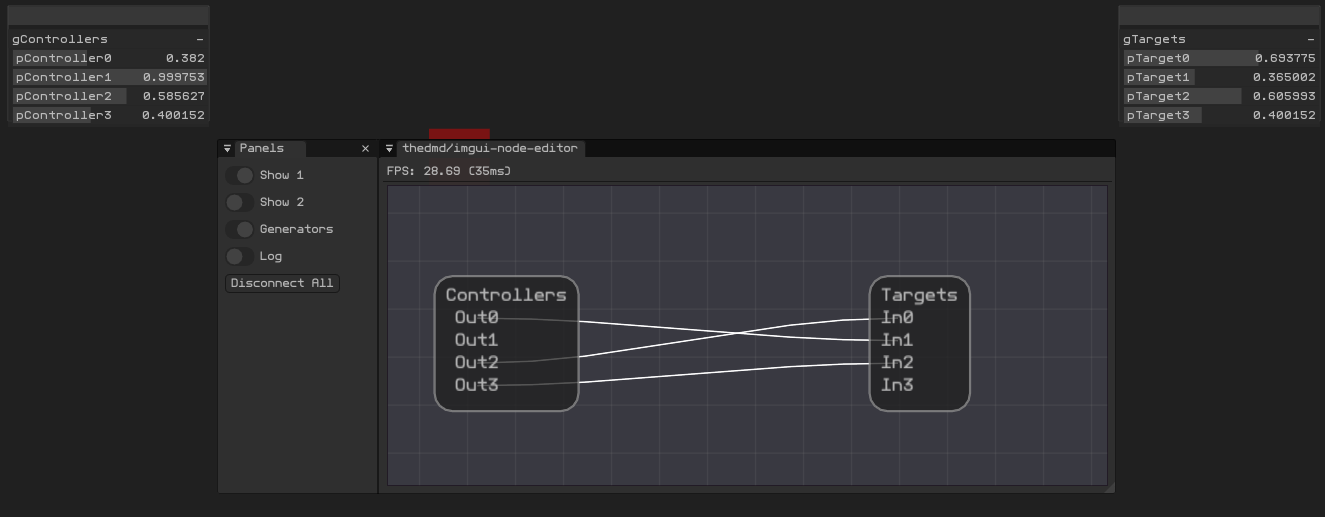 gControllers -
pController0 0.382
pController1 0.999753
pController2 0.585627
pController3 0.400152
gTargets -
pTarget0 0.693775
pTarget1 0.365002
pTarget2 0.605993
pTarget3 0.400152
Panels
Show 1
Show 2
Generators
Log
Disconnect All
thedmd/imgui-node-editor
FPS: 28.69 (35ms)
Controllers
Out0
Out1
Out2
Out3
Targets
In0
In1
In2
In3